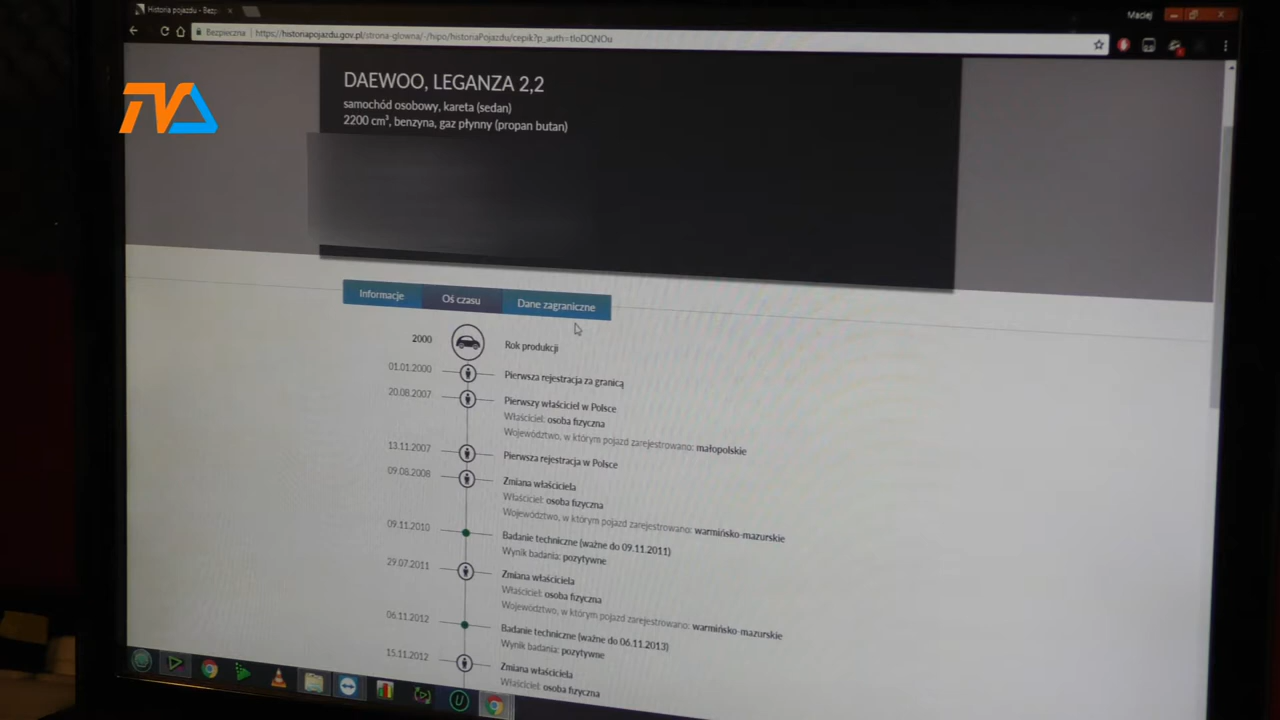 Historia pojazdu - Bezp
Maciej
Bezpieczna
https://historiapojazdu.gov.pl/strona-glowna/-/hipo/historiaPojazdu/cepik?p_auth=tIoDQNOu
TVA
DAEWOO, LEGANZA 2,2
samochód osobowy, kareta (sedan)
2200 cm³, benzyna, gaz płynny (propan butan)
Informacje
Oś czasu
Dane zagraniczne
2000
Rok produkcji
01.01.2000
Pierwsza rejestracja za granicą
20.08.2007
Pierwszy właściciel w Polsce
Właściciel: osoba fizyczna
Województwo, w którym pojazd zarejestrowano: małopolskie
13.11.2007
Pierwsza rejestracja w Polsce
09.08.2008
Zmiana właściciela
Właściciel: osoba fizyczna
Województwo, w którym pojazd zarejestrowano: warmińsko-mazurskie
09.11.2010
Badanie techniczne (ważne do 09.11.2011)
Wynik badania: pozytywne
29.07.2011
Zmiana właściciela
Właściciel: osoba fizyczna
Województwo, w którym pojazd zarejestrowano: warmińsko-mazurskie
06.11.2012
Badanie techniczne (ważne do 06.11.2013)
Wynik badania: pozytywne
15.11.2012
Zmiana właściciela
Właściciel: osoba fizyczna